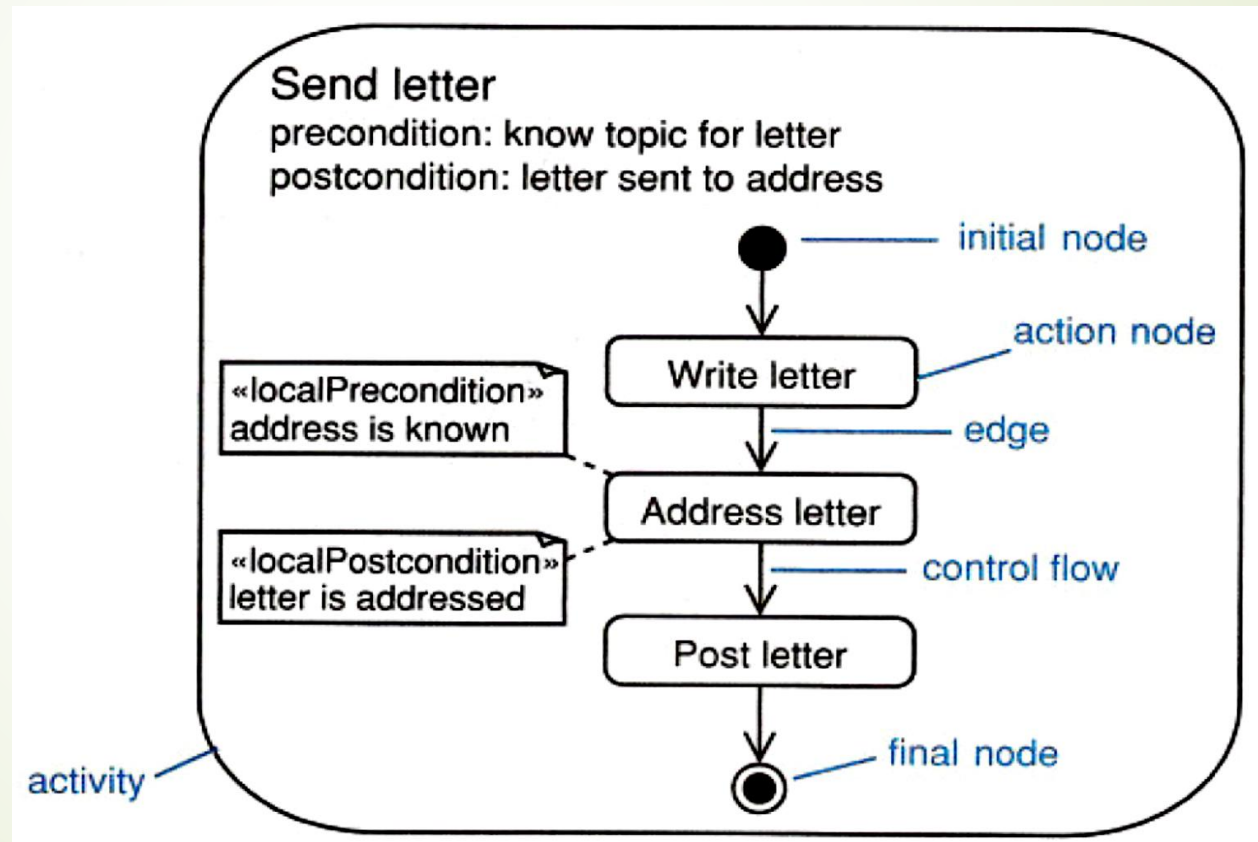 Send letter
precondition: know topic for letter
postcondition: letter sent to address
initial node
action node
Write letter
«localPrecondition»
address is known
edge
Address letter
«localPostcondition»
letter is addressed
control flow
Post letter
final node
activity